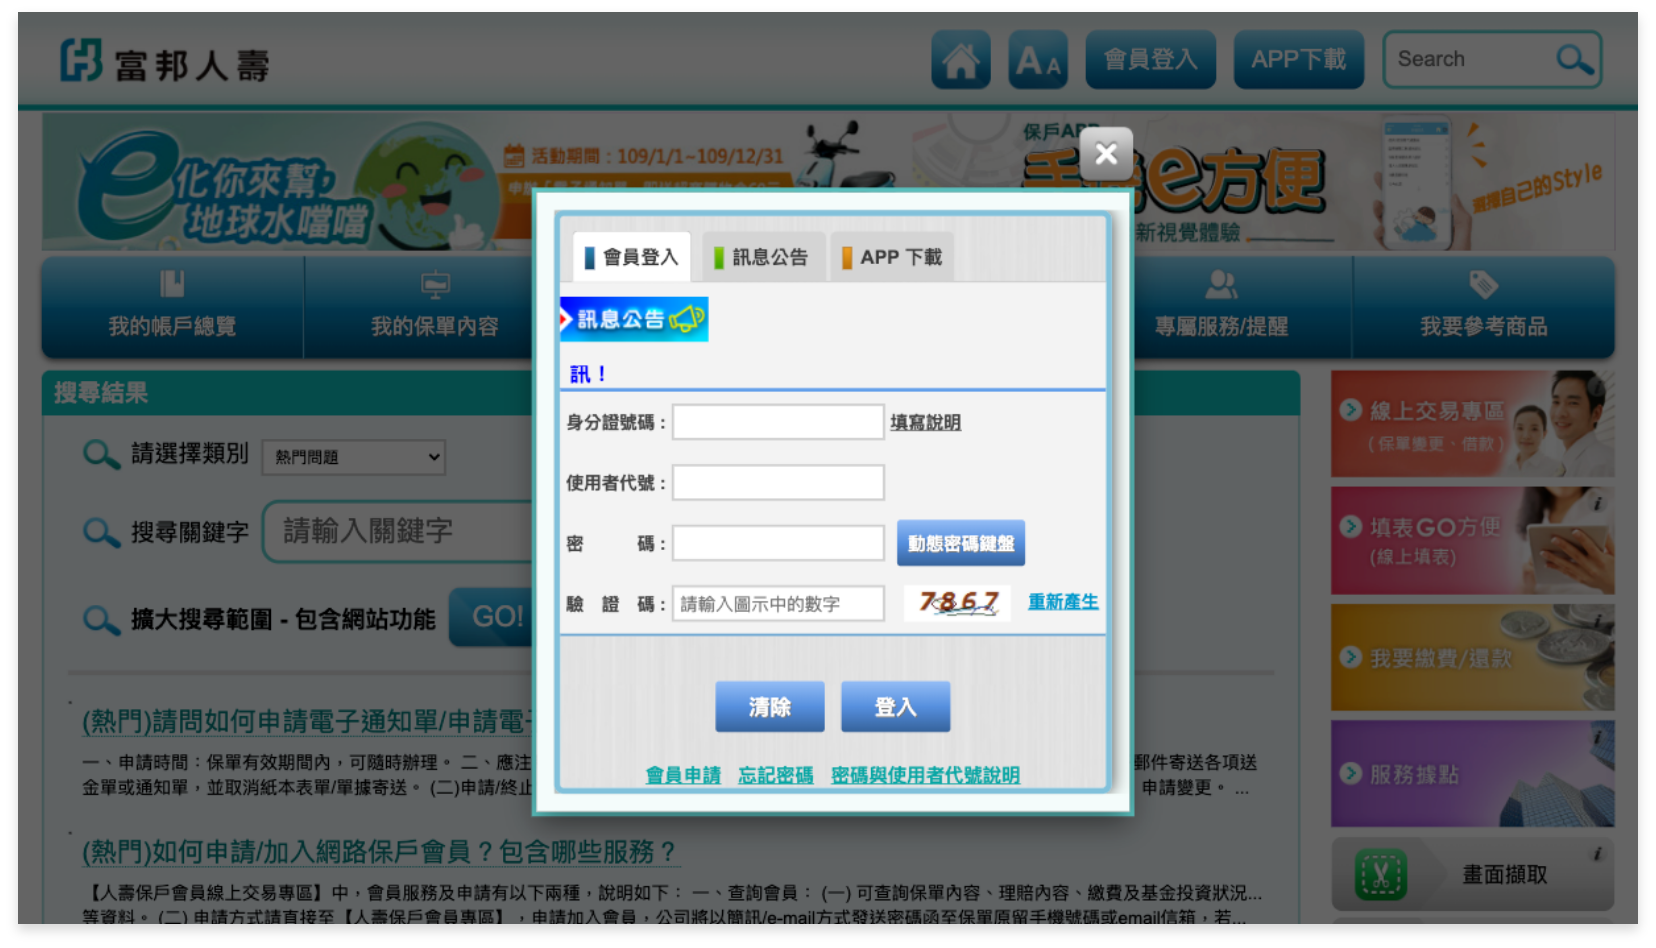 富邦人壽
AA
會員登入
APP下載
Search
化你來幫,
地球水噹噹
活動期間：109/1/1~109/12/31
保戶APP
e方便
新視覺體驗
選擇自己的Style
我的帳戶總覽
我的保單內容
專屬服務/提醒
我要參考商品
會員登入
訊息公告
APP 下載
訊息公告
訊！
身分證號碼：
填寫說明
使用者代號：
密　　碼：
動態密碼鍵盤
驗 證 碼：
請輸入圖示中的數字
7867
重新產生
清除
登入
會員申請
忘記密碼
密碼與使用者代號說明
搜尋結果
請選擇類別
熱門問題
搜尋關鍵字
請輸入關鍵字
擴大搜尋範圍 - 包含網站功能
GO!
(熱門)請問如何申請電子通知單/申請電子
一、申請時間：保單有效期間內，可隨時辦理。 二、應注
郵件寄送各項送
金單或通知單，並取消紙本表單/單據寄送。 (二)申請/終止
申請變更。 ...
(熱門)如何申請/加入網路保戶會員？包含哪些服務？
【人壽保戶會員線上交易專區】中，會員服務及申請有以下兩種，說明如下： 一、查詢會員： (一) 可查詢保單內容、理賠內容、繳費及基金投資狀況...
等資料。 (二) 申請方式請直接至【人壽保戶會員專區】，申請加入會員，公司將以簡訊/e-mail方式發送密碼函至保單原留手機號碼或email信箱，若...
線上交易專區
(保單變更、借款)
填表GO方便
(線上填表)
我要繳費/還款
服務據點
畫面擷取